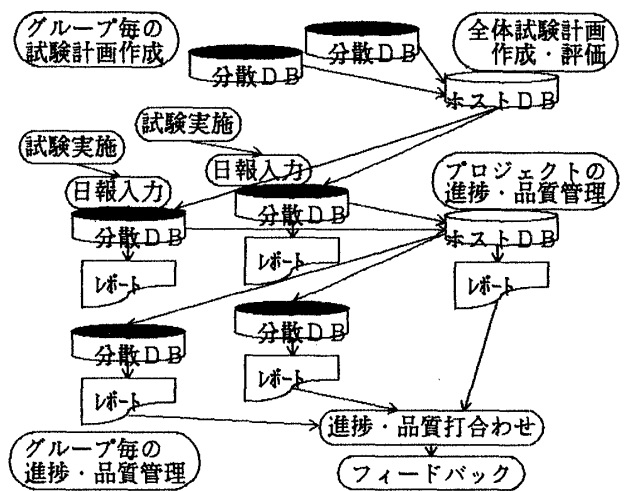 グループ毎の
試験計画作成
分散DB
分散DB
全体試験計画
作成・評価
ホストDB
試験実施
試験実施
日報入力
日報入力
分散DB
分散DB
プロジェクトの
進捗・品質管理
ホストDB
レポート
レポート
レポート
分散DB
分散DB
レポート
レポート
グループ毎の
進捗・品質管理
進捗・品質打合わせ
フィードバック